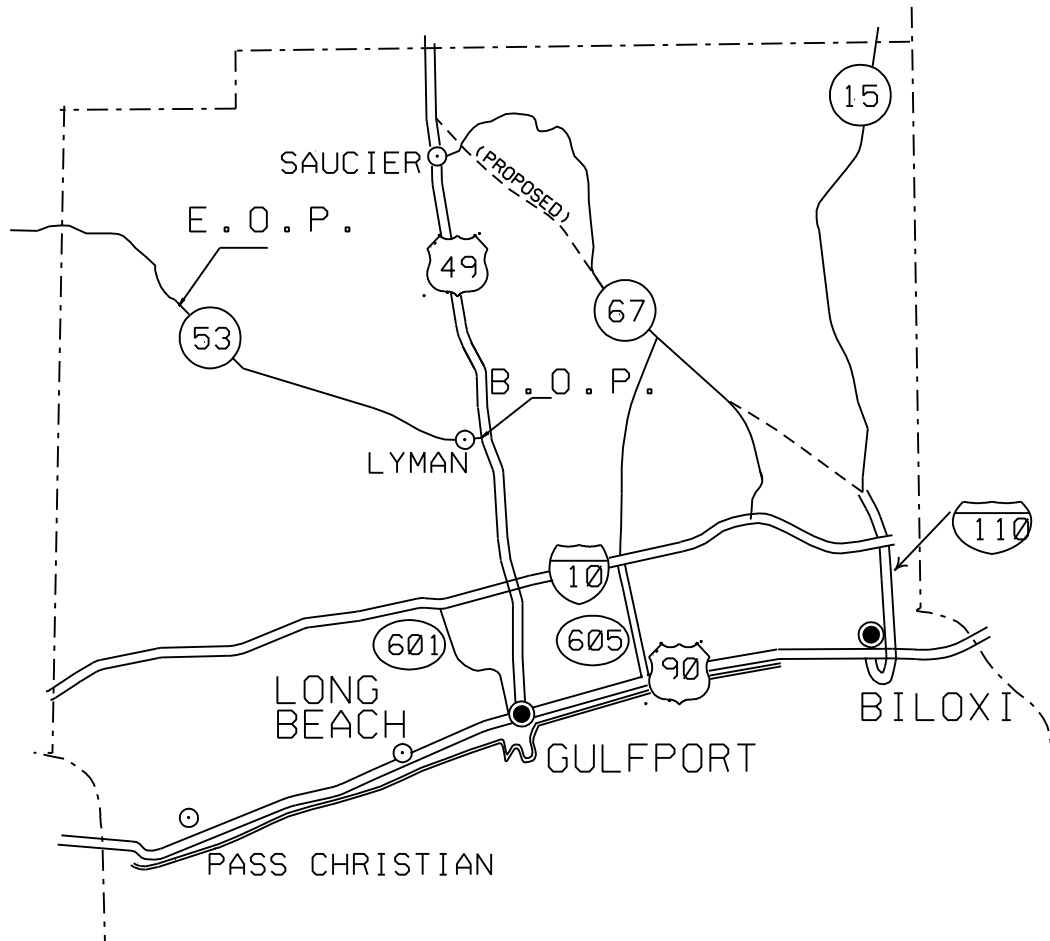 15
SAUCIER
(PROPOSED)
E.O.P.
49
67
53
B.O.P.
LYMAN
110
10
601
605
90
LONG
BEACH
BILOXI
GULFPORT
PASS CHRISTIAN